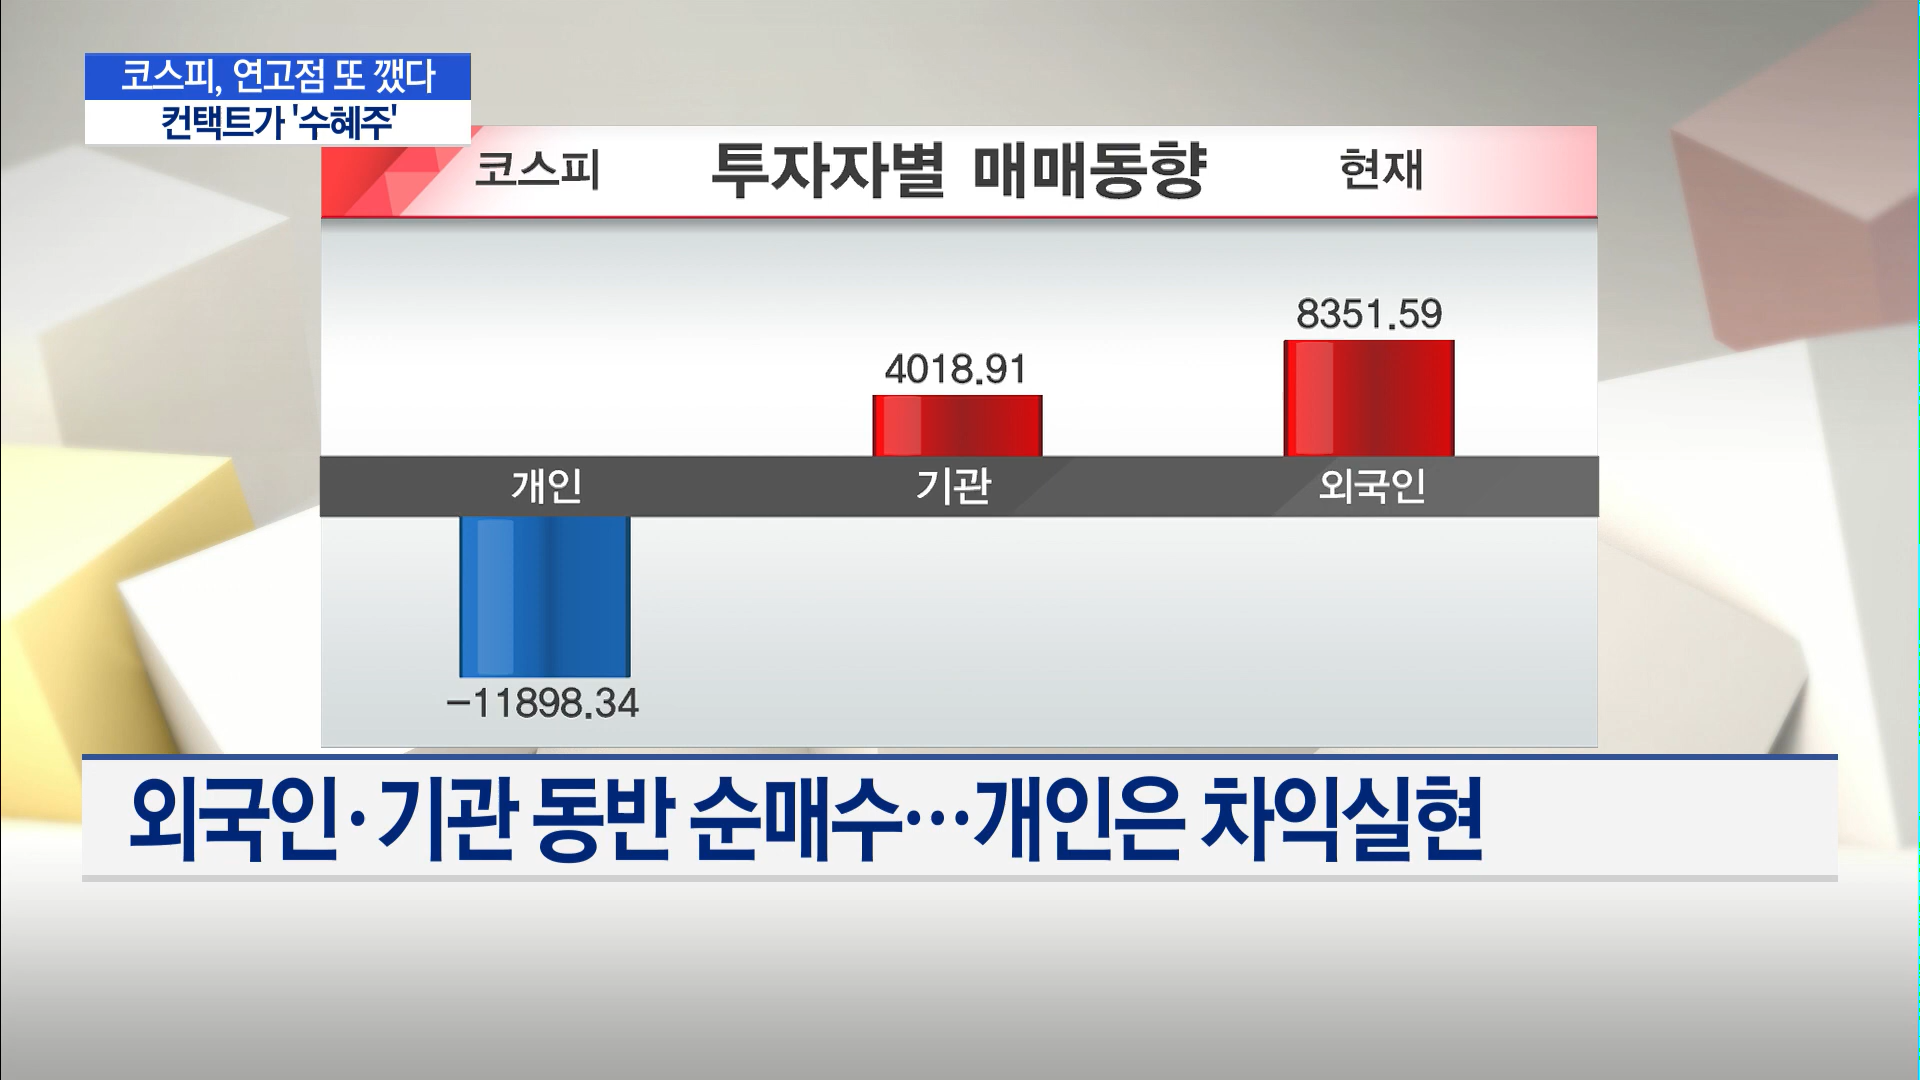 코스피, 연고점 또 깼다
컨택트가 '수혜주'
코스피 투자자별 매매동향 현재
8351.59
4018.91
개인 기관 외국인
-11898.34
외국인·기관 동반 순매수…개인은 차익실현